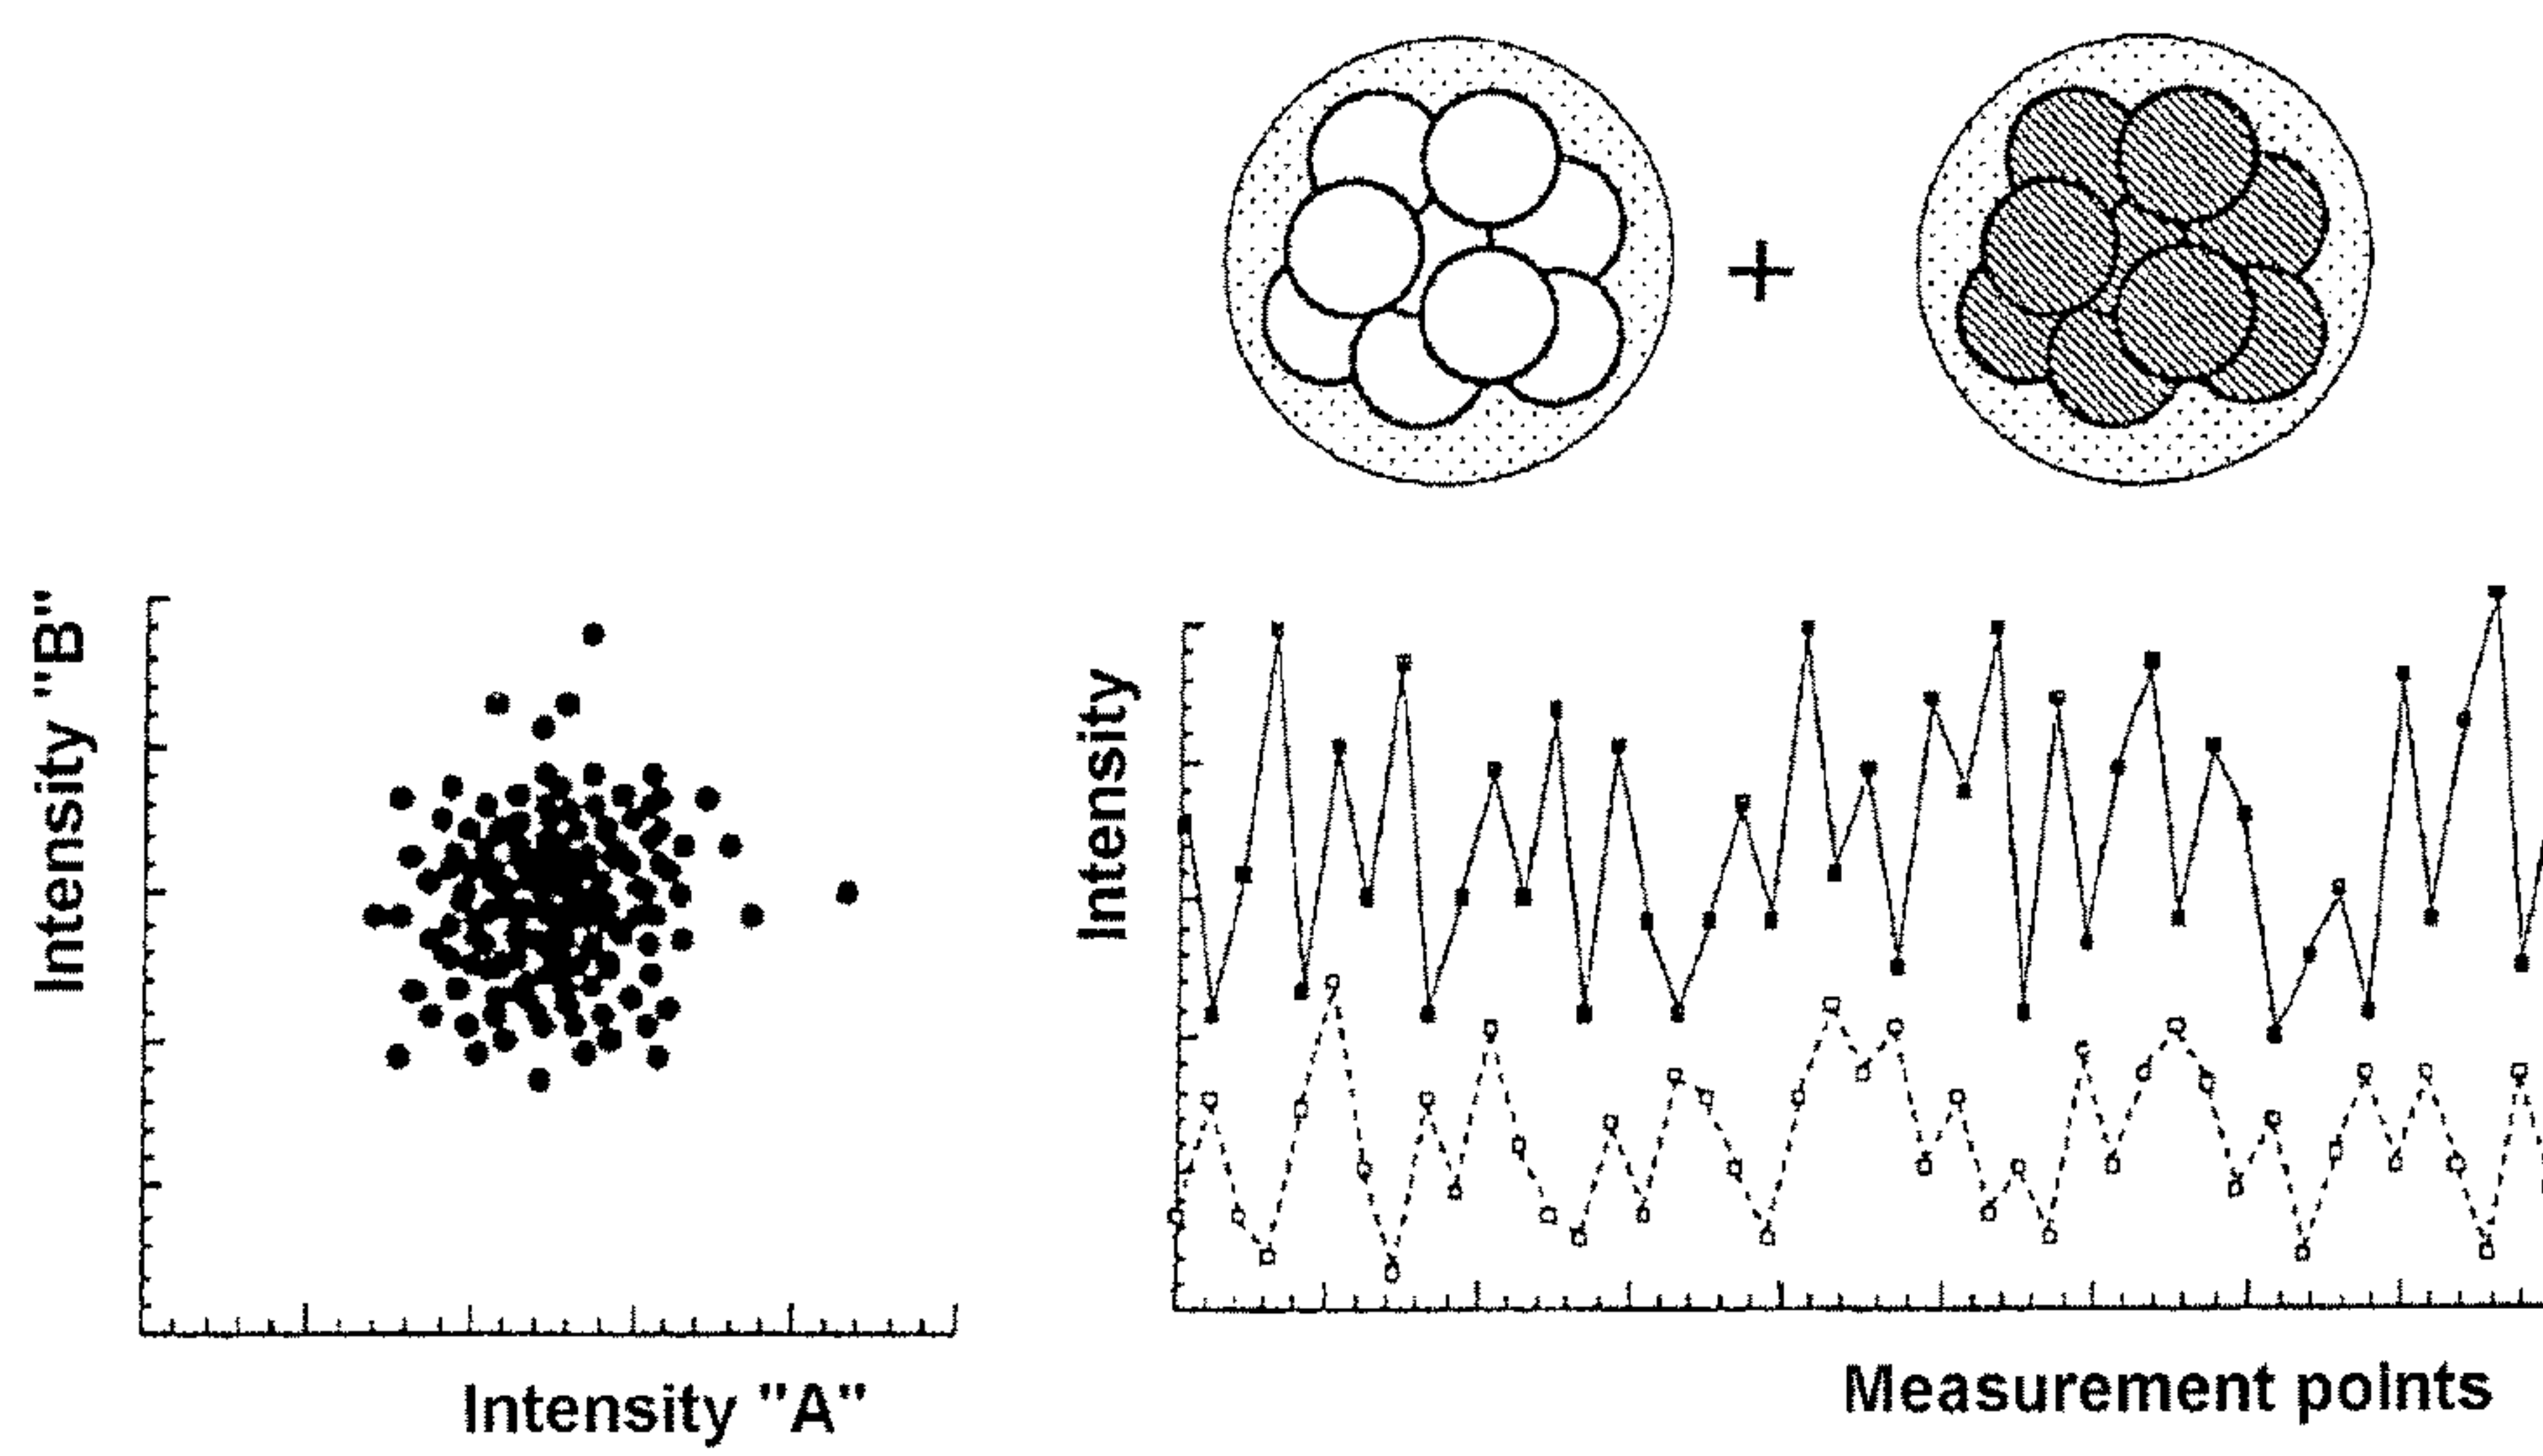 +
Intensity "B"
Intensity "A"
Intensity
Measurement points